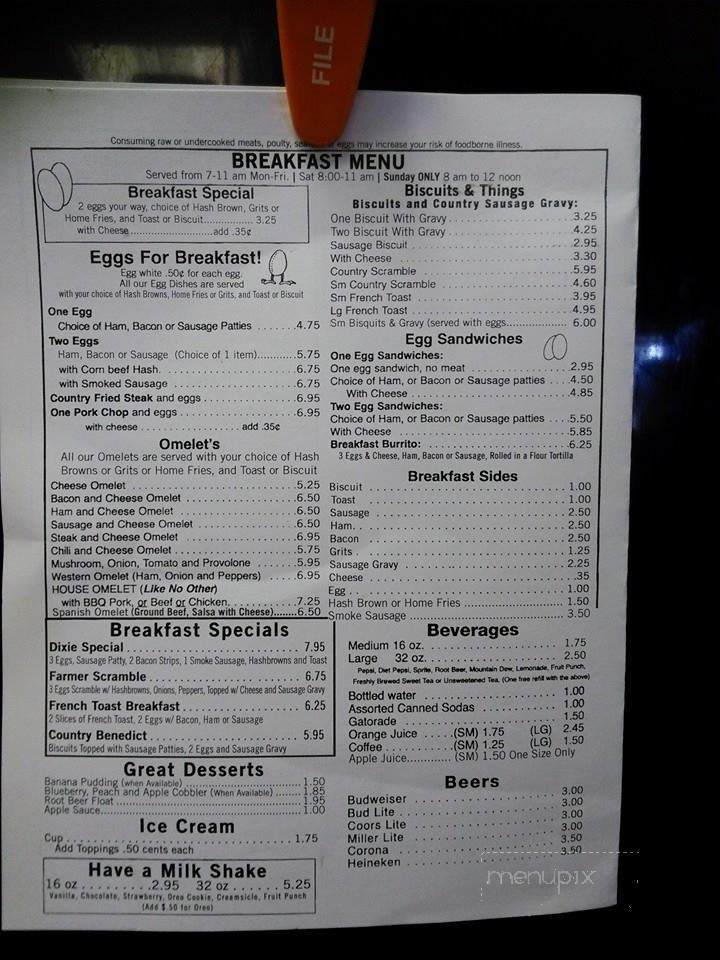 FILE
Consuming raw or undercooked meats, poulty, eggs may increase your risk of foodborne illness.
BREAKFAST MENU
Served from 7-11 am Mon-Fri. | Sat 8:00-11 am | Sunday ONLY 8 am to 12 noon
Breakfast Special
2 eggs your way, choice of Hash Brown, Grits or
Home Fries, and Toast or Biscuit............... 3.25
with Cheese.........................add .35¢
Eggs For Breakfast!
Egg white .50¢ for each egg.
All our Egg Dishes are served
with your choice of Hash Browns, Home Fries or Grits, and Toast or Biscuit
One Egg
Choice of Ham, Bacon or Sausage Patties .......4.75
Two Eggs
Ham, Bacon or Sausage (Choice of 1 item)............5.75
with Corn beef Hash. ........................6.75
with Smoked Sausage ......................6.75
Country Fried Steak and eggs ..................6.95
One Pork Chop and eggs ......................6.95
with cheese ................... add .35¢
Omelet's
All our Omelets are served with your choice of Hash
Browns or Grits or Home Fries, and Toast or Biscuit
Cheese Omelet ..........................5.25
Bacon and Cheese Omelet ..................6.50
Ham and Cheese Omelet ...................6.50
Sausage and Cheese Omelet ................6.50
Steak and Cheese Omelet ..................6.95
Chili and Cheese Omelet ...................5.75
Mushroom, Onion, Tomato and Provolone .......5.95
Western Omelet (Ham, Onion and Peppers) .....6.95
HOUSE OMELET (Like No Other)
with BBQ Pork, or Beef or Chicken. .........7.25
Spanish Omelet (Ground Beef, Salsa with Cheese).......6.50
Breakfast Specials
Dixie Special ........................ 7.95
3 Eggs, Sausage Patty, 2 Bacon Strips, 1 Smoke Sausage, Hashbrowns and Toast
Farmer Scramble ..................... 6.75
3 Eggs Scramble w/ Hashbrowns, Onions, Peppers, Topped w/ Cheese and Sausage Gravy
French Toast Breakfast ................ 6.25
2 Slices of French Toast, 2 Eggs w/ Bacon, Ham or Sausage
Country Benedict ..................... 5.95
Biscuits Topped with Sausage Patties, 2 Eggs and Sausage Gravy
Great Desserts
Banana Pudding (when Available) ............................... 1.50
Blueberry, Peach and Apple Cobbler (When Available) ........ 1.85
Root Beer Float ................................................ 1.95
Apple Sauce.................................................... 1.00
Ice Cream
Cup .............................. 1.75
Add Toppings .50 cents each
Have a Milk Shake
16 oz .........2.95 32 oz ...... 5.25
Vanilla, Chocolate, Strawberry, Oreo Cookie, Creamsicle, Fruit Punch
(Add $.50 for Oreo)
Biscuits & Things
Biscuits and Country Sausage Gravy:
One Biscuit With Gravy .................3.25
Two Biscuit With Gravy .................4.25
Sausage Biscuit .......................2.95
With Cheese .........................3.30
Country Scramble .....................5.95
Sm Country Scramble ..................4.60
Sm French Toast ......................3.95
Lg French Toast ......................4.95
Sm Bisquits & Gravy (served with eggs.................... 6.00
Egg Sandwiches
One Egg Sandwiches:
One egg sandwich, no meat ................2.95
Choice of Ham, or Bacon or Sausage patties ....4.50
With Cheese .........................4.85
Two Egg Sandwiches:
Choice of Ham, or Bacon or Sausage patties ....5.50
With Cheese .........................5.85
Breakfast Burrito: .......................6.25
3 Eggs & Cheese, Ham, Bacon or Sausage, Rolled in a Flour Tortilla
Breakfast Sides
Biscuit ............................ 1.00
Toast ............................. 1.00
Sausage ........................... 2.50
Ham. ............................. 2.50
Bacon ............................ 2.50
Grits .............................. 1.25
Sausage Gravy ...................... 2.25
Cheese ............................ .35
Egg .............................. 1.00
Hash Brown or Home Fries ............... 1.50
Smoke Sausage ....................... 3.50
Beverages
Medium 16 oz. ..................... 1.75
Large 32 oz. ..................... 2.50
Pepsi, Diet Pepsi, Sprite, Root Beer, Mountain Dew, Lemonade, Fruit Punch,
Freshly Brewed Sweet Tea or Unsweetened Tea, (One free refill with the above)
Bottled water ..................... 1.00
Assorted Canned Sodas .............. 1.00
Gatorade ......................... 1.50
Orange Juice .....(SM) 1.75 (LG) 2.45
Coffee............(SM) 1.25 (LG) 1.50
Apple Juice............ (SM) 1.50 One Size Only
Beers
Budweiser ..................... 3.00
Bud Lite ...................... 3.00
Coors Lite ..................... 3.00
Miller Lite ..................... 3.00
Corona ....................... 3.50
Heineken ...................... 3.50
menupix